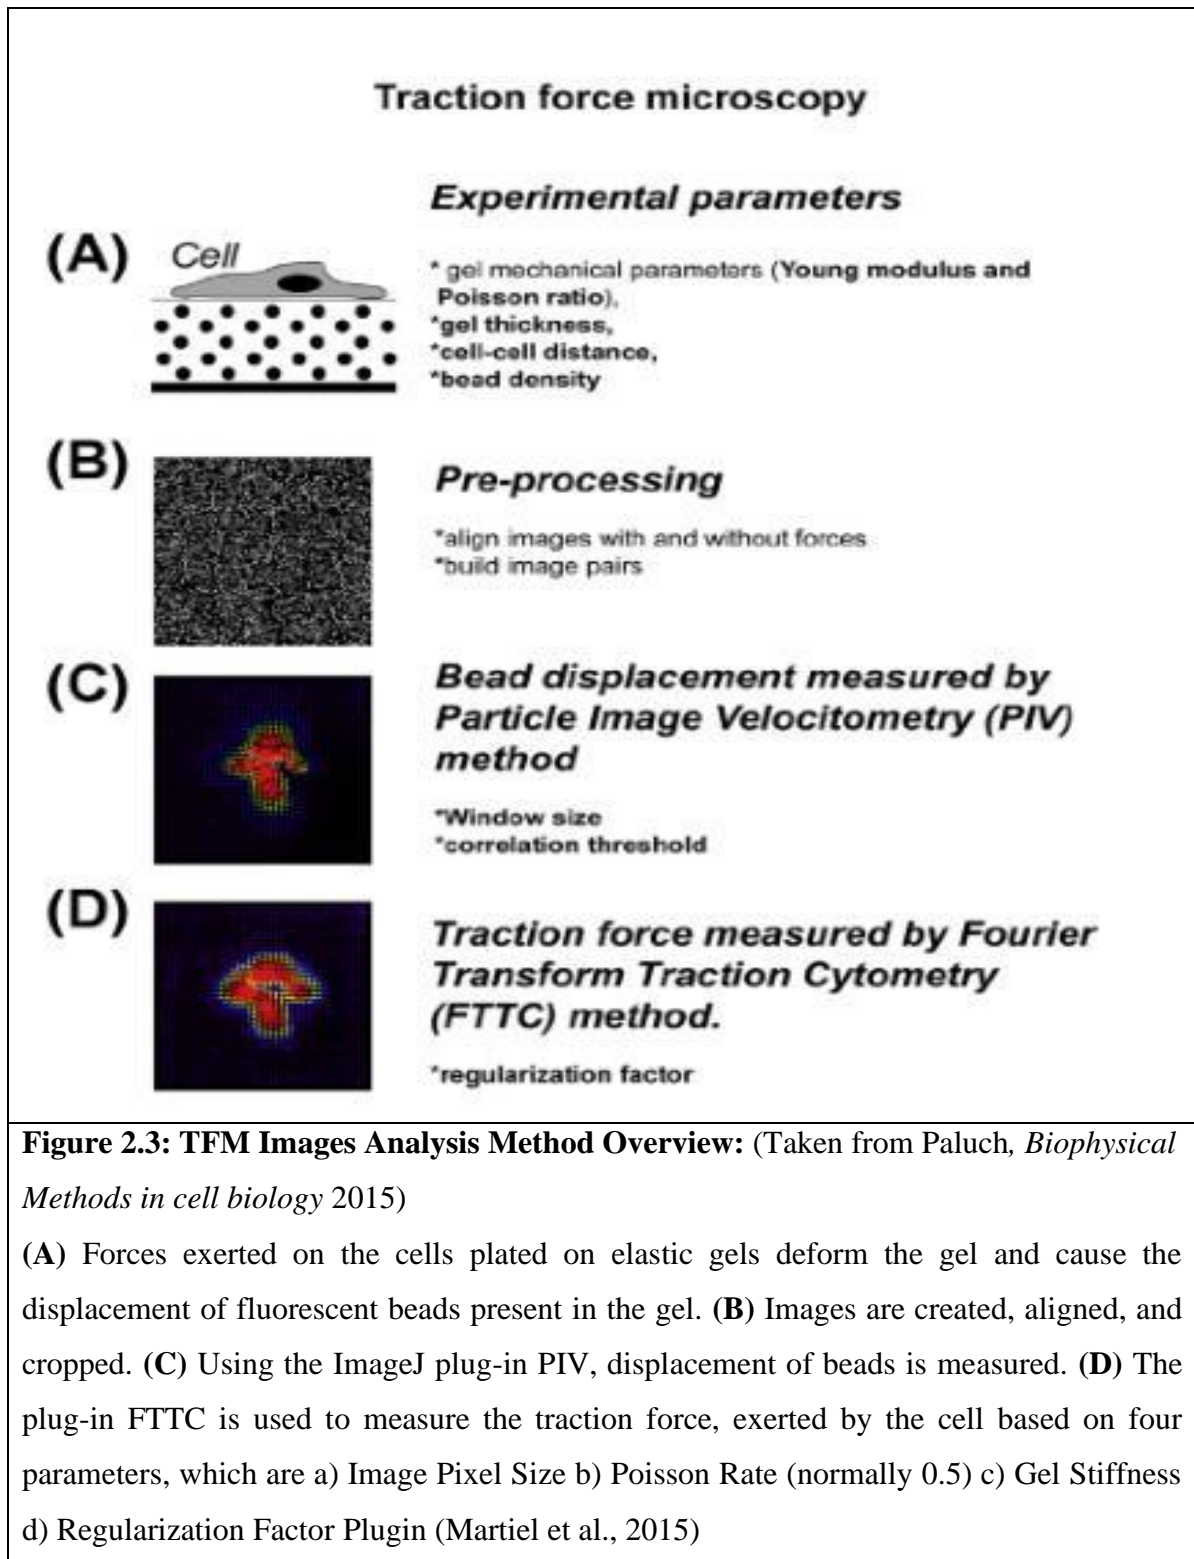 Traction force microscopy
Experimental parameters
(A)
Cell
* gel mechanical parameters (Young modulus and
Poisson ratio),
*gel thickness,
*cell-cell distance,
*bead density
(B)
Pre-processing
*align images with and without forces
*build image pairs
(C)
Bead displacement measured by
Particle Image Velocitometry (PIV)
method
*Window size
*correlation threshold
(D)
Traction force measured by Fourier
Transform Traction Cytometry
(FTTC) method.
*regularization factor
Figure 2.3: TFM Images Analysis Method Overview: (Taken from Paluch, Biophysical
Methods in cell biology 2015)
(A) Forces exerted on the cells plated on elastic gels deform the gel and cause the
displacement of fluorescent beads present in the gel. (B) Images are created, aligned, and
cropped. (C) Using the ImageJ plug-in PIV, displacement of beads is measured. (D) The
plug-in FTTC is used to measure the traction force, exerted by the cell based on four
parameters, which are a) Image Pixel Size b) Poisson Rate (normally 0.5) c) Gel Stiffness
d) Regularization Factor Plugin (Martiel et al., 2015)